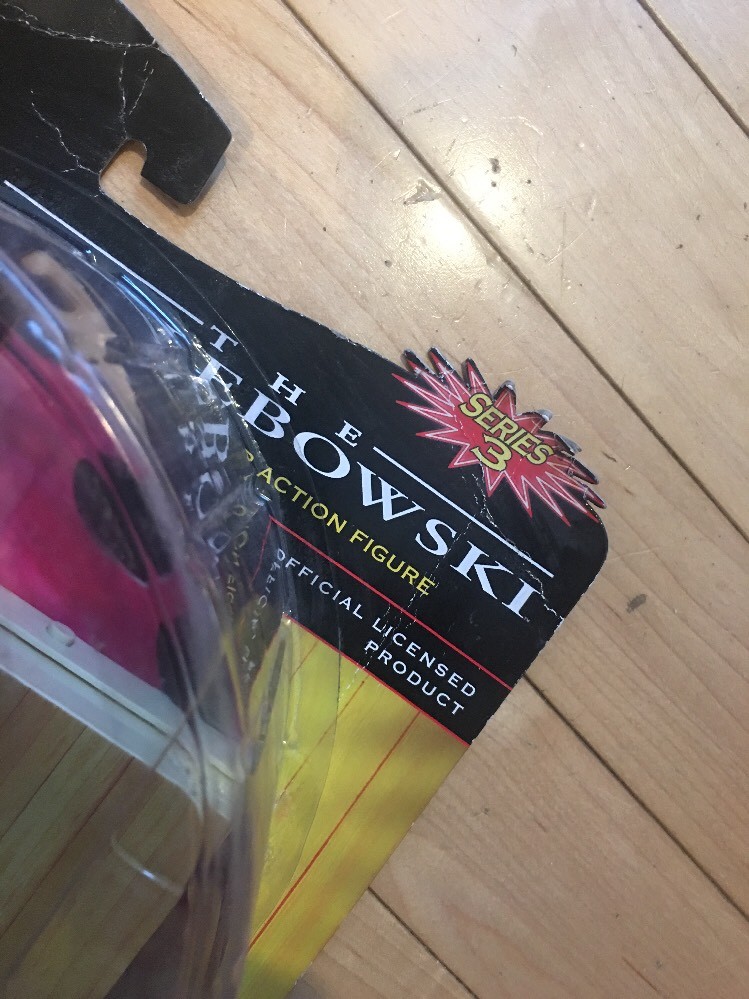 THE
EBOWSKI
ACTION FIGURE
OFFICIAL LICENSED
PRODUCT
SERIES
3